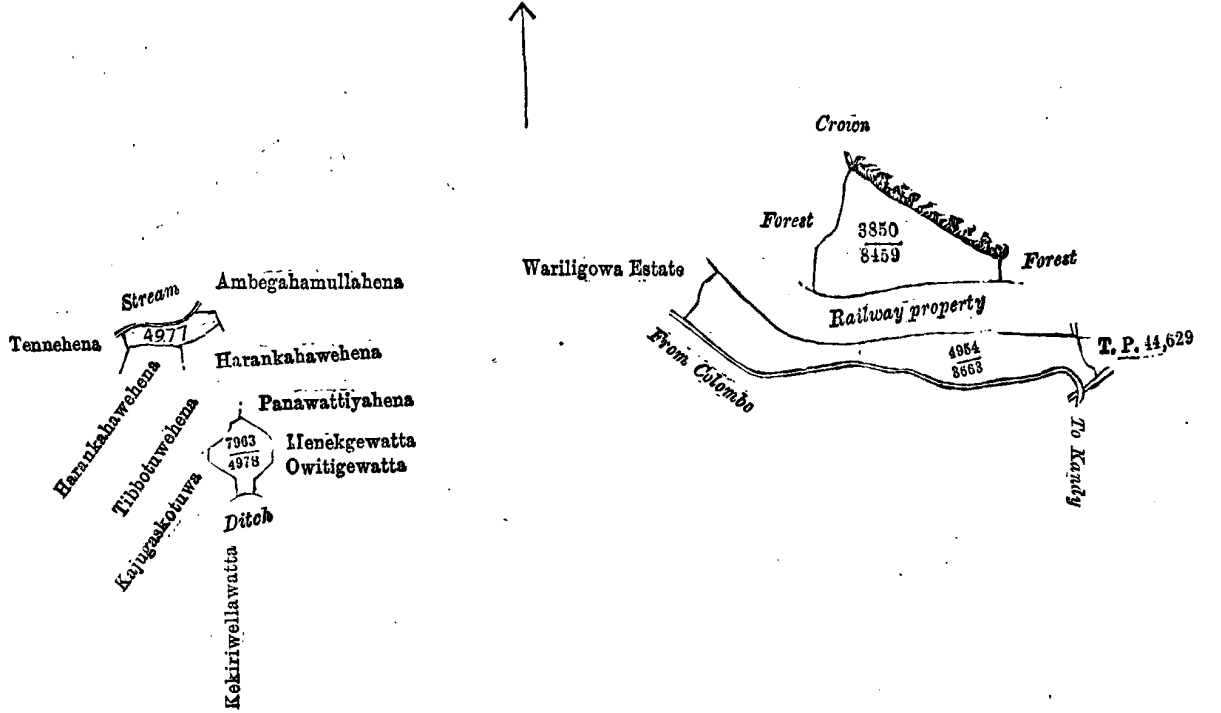 Crown
Forest
3850
8459
Forest
Wariligowa Estate
Railway property
From Colombo
4954
8663
T. P. 44,629
To Kandy
Stream
Ambegahamullahena
Tennehena
4977
Harankahawehena
Harankahawehena
Tibbotuwehena
Panawattiyahena
7963
4978
Henekgewatta
Owitigewatta
Kajugaskotuwa
Ditch
Kekiriwellawatta